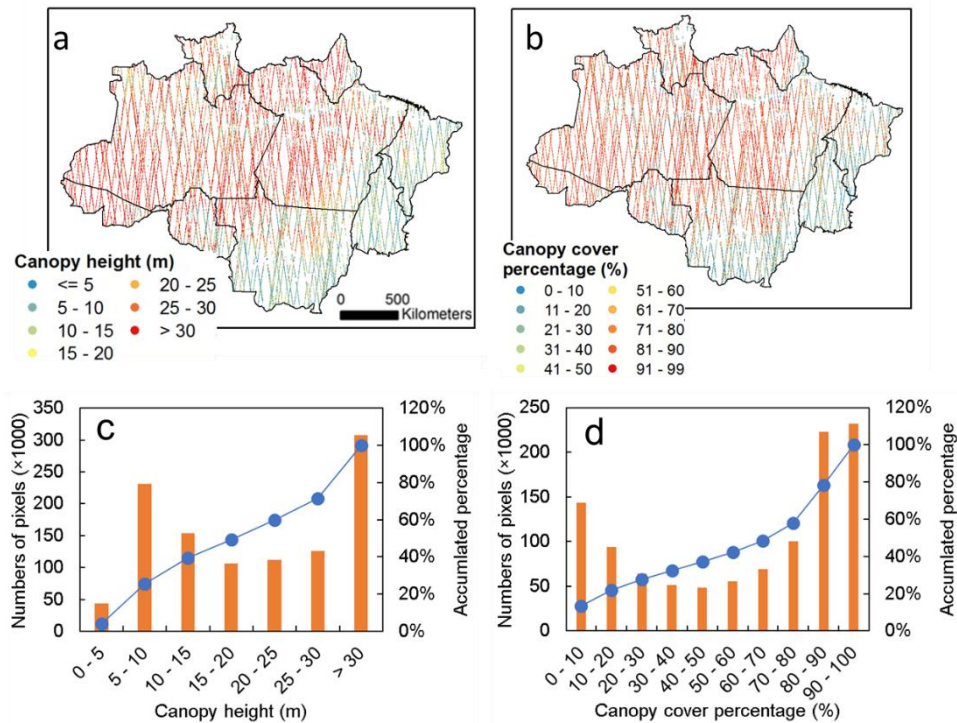 a
Canopy height (m)
<= 5
20 - 25
5 - 10
25 - 30
10 - 15
> 30
15 - 20
0 500
Kilometers
b
Canopy cover
percentage (%)
0 - 10
51 - 60
11 - 20
61 - 70
21 - 30
71 - 80
31 - 40
81 - 90
41 - 50
91 - 99
c
Numbers of pixels (×1000)
350
300
250
200
150
100
50
0
120%
100%
80%
60%
40%
20%
0%
Accumulated percentage
0 - 5
5 - 10
10 - 15
15 - 20
20 - 25
25 - 30
> 30
Canopy height (m)
d
Numbers of pixels (×1000)
250
200
150
100
50
0
120%
100%
80%
60%
40%
20%
0%
Accumulated percentage
0 - 10
10 - 20
20 - 30
30 - 40
40 - 50
50 - 60
60 - 70
70 - 80
80 - 90
90 - 100
Canopy cover percentage (%)